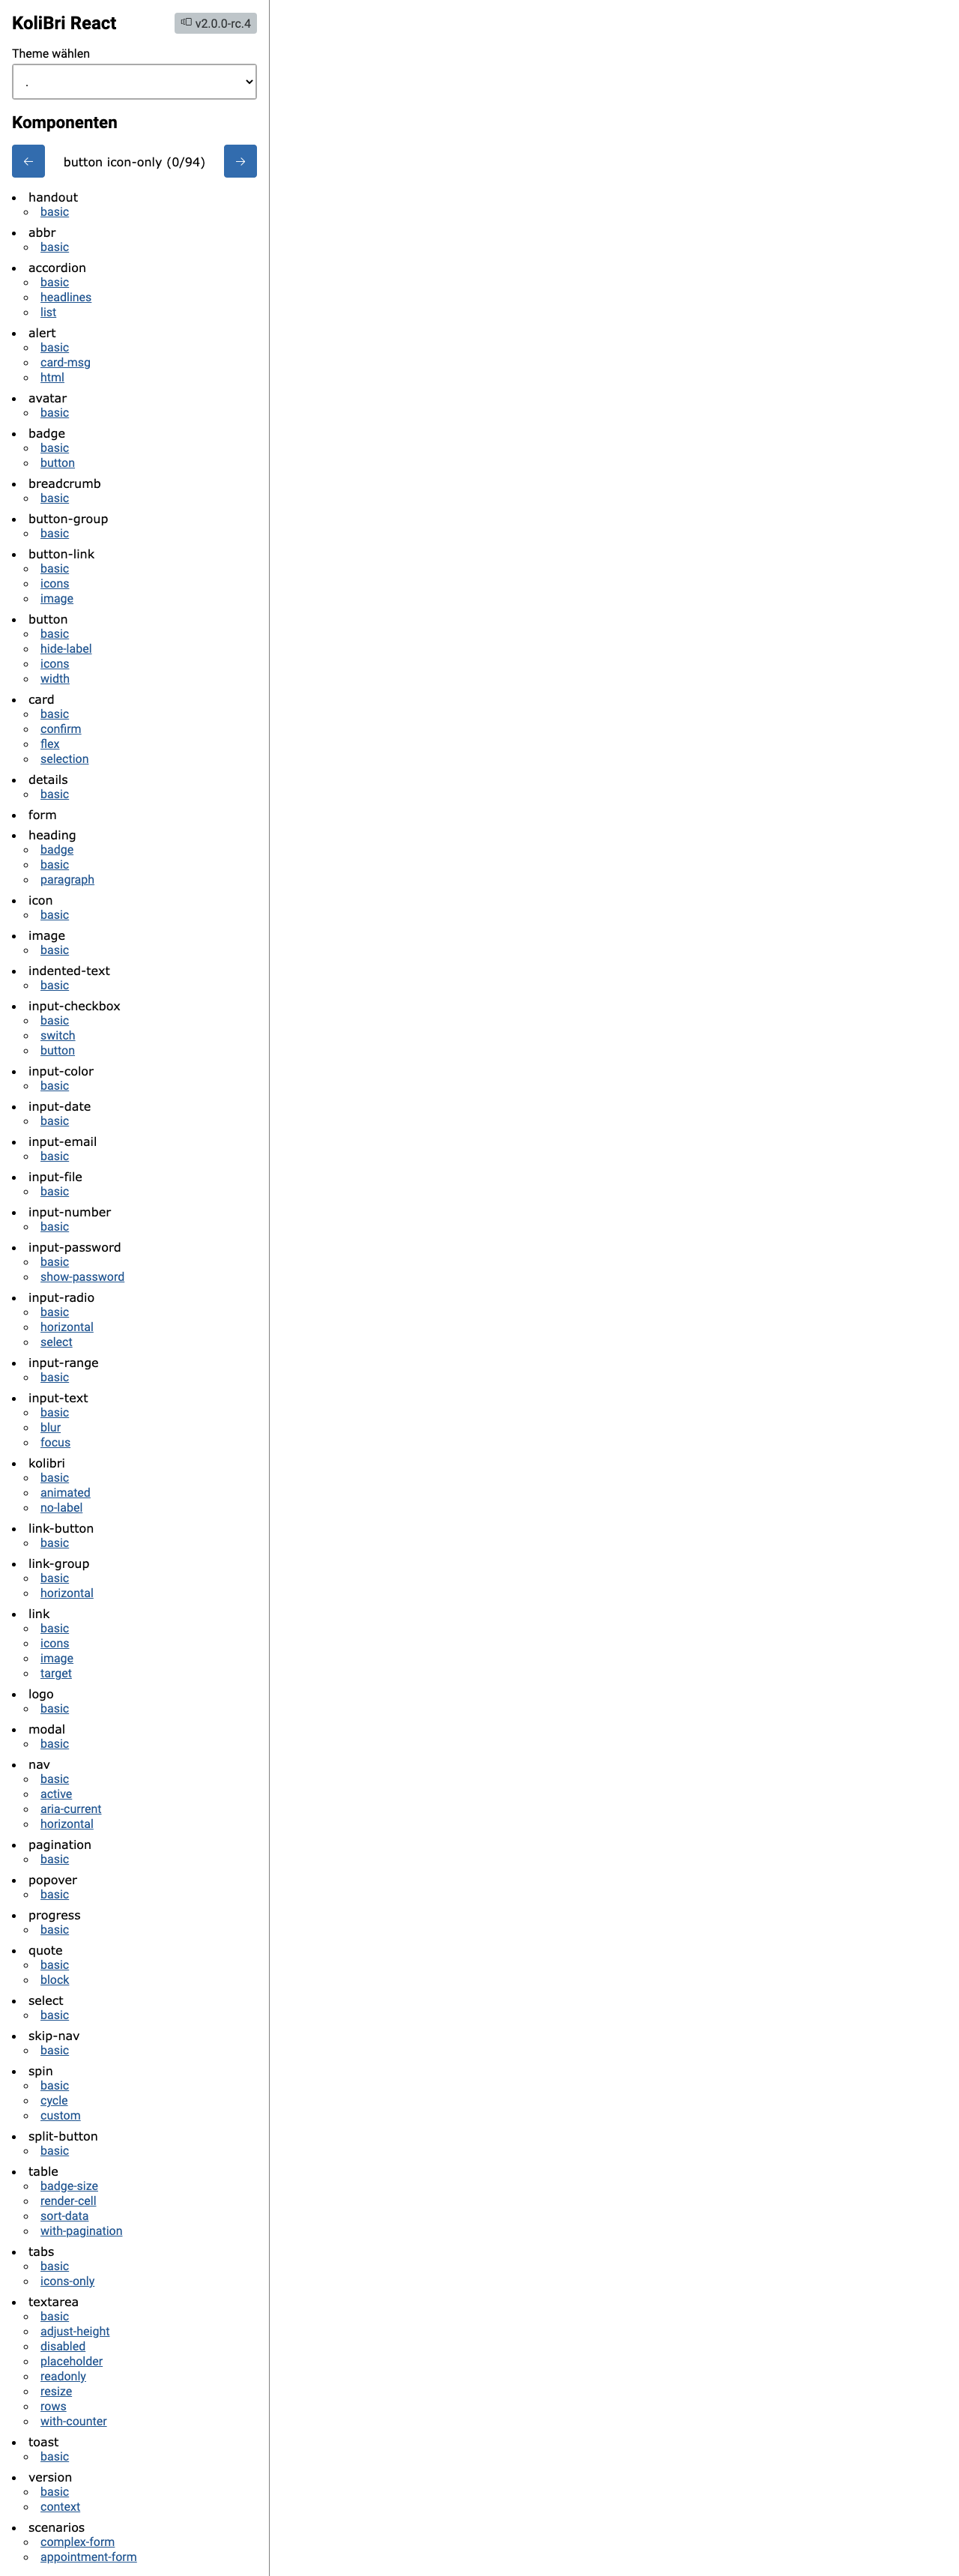 KoliBri React
v2.0.0-rc.4
Theme wählen
.
Komponenten
← button icon-only (0/94) →
handout
basic
abbr
basic
accordion
basic
headlines
list
alert
basic
card-msg
html
avatar
basic
badge
basic
button
breadcrumb
basic
button-group
basic
button-link
basic
icons
image
button
basic
hide-label
icons
width
card
basic
confirm
flex
selection
details
basic
form
heading
badge
basic
paragraph
icon
basic
image
basic
indented-text
basic
input-checkbox
basic
switch
button
input-color
basic
input-date
basic
input-email
basic
input-file
basic
input-number
basic
input-password
basic
show-password
input-radio
basic
horizontal
select
input-range
basic
input-text
basic
blur
focus
kolibri
basic
animated
no-label
link-button
basic
link-group
basic
horizontal
link
basic
icons
image
target
logo
basic
modal
basic
nav
basic
active
aria-current
horizontal
pagination
basic
popover
basic
progress
basic
quote
basic
block
select
basic
skip-nav
basic
spin
basic
cycle
custom
split-button
basic
table
badge-size
render-cell
sort-data
with-pagination
tabs
basic
icons-only
textarea
basic
adjust-height
disabled
placeholder
readonly
resize
rows
with-counter
toast
basic
version
basic
context
scenarios
complex-form
appointment-form